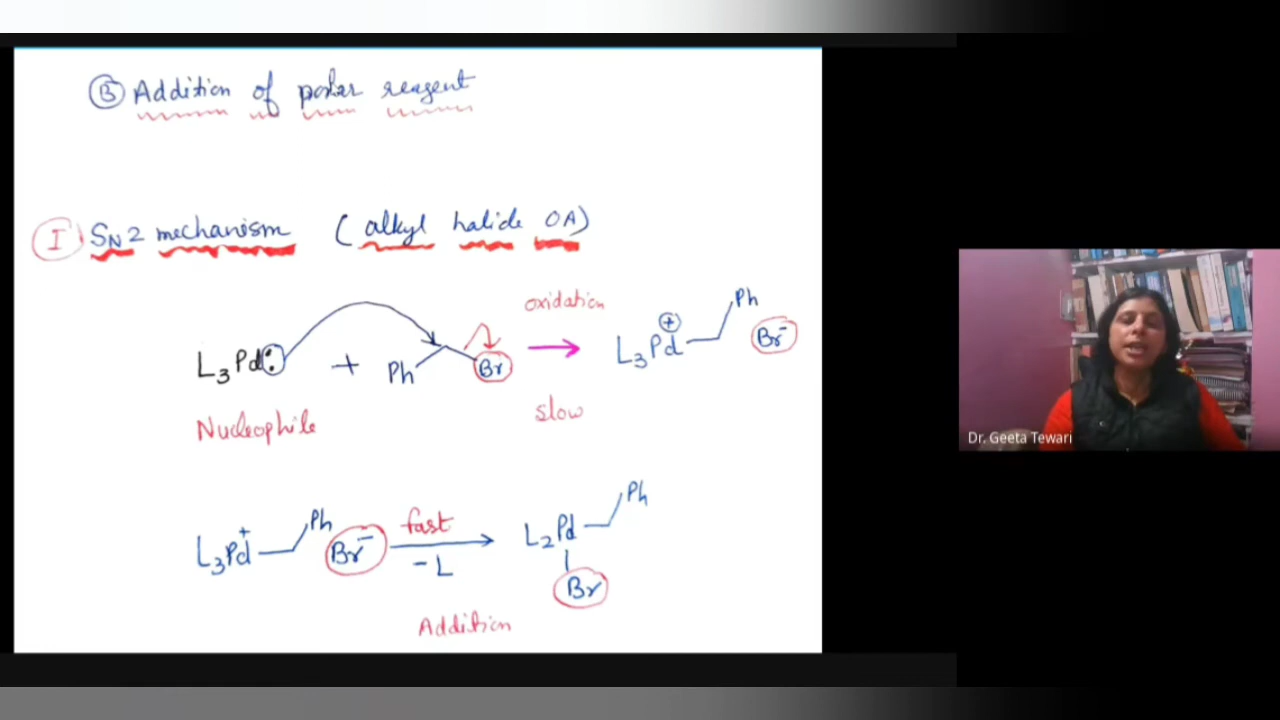 B Addition of polar reagent
I SN2 mechanism (alkyl halide OA)
oxidation
L3Pd: + Ph Br → L3Pd ⊕ Ph Br-
slow
Nucleophile
L3Pd+ Ph Br- fast → L2Pd Ph
- L
Br
Addition
Dr. Geeta Tewari